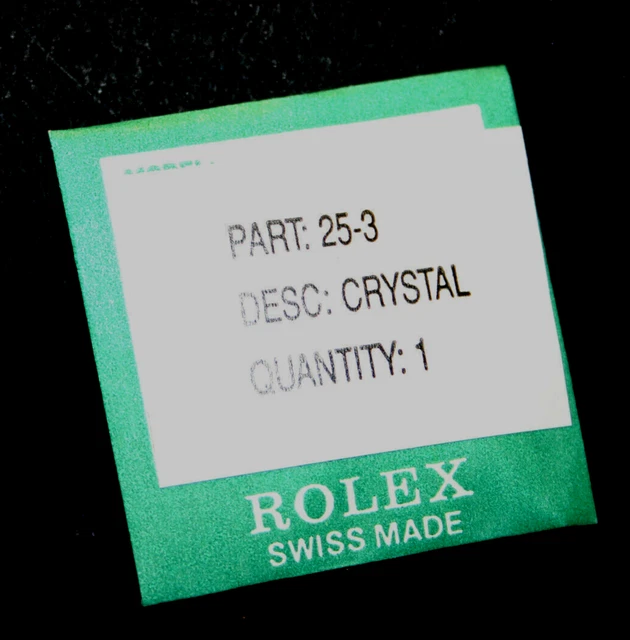 PART: 25-3
DESC: CRYSTAL
QUANTITY: 1
ROLEX
SWISS MADE